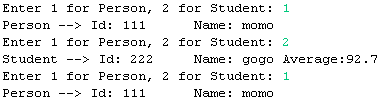 Enter 1 for Person, 2 for Student: 1
Person --> Id: 111      Name: momo
Enter 1 for Person, 2 for Student: 2
Student --> Id: 222     Name: gogo Average:92.7
Enter 1 for Person, 2 for Student: 1
Person --> Id: 111      Name: momo